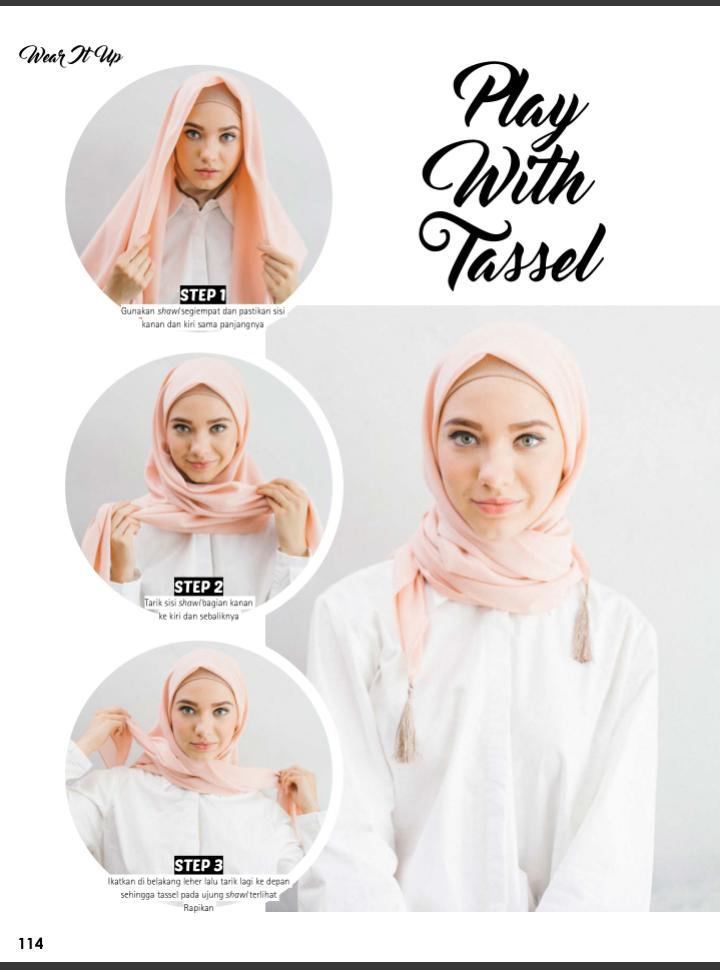 Wear It Up
Play
With
Tassel
STEP 1
Gunakan shawl segiempat dan pastikan sisi
kanan dan kiri sama panjangnya
STEP 2
Tarik sisi shawl bagian kanan
ke kiri dan sebaliknya
STEP 3
Ikatkan di belakang leher lalu tarik lagi ke depan
sehingga tassel pada ujung shawl terlihat
Rapikan
114